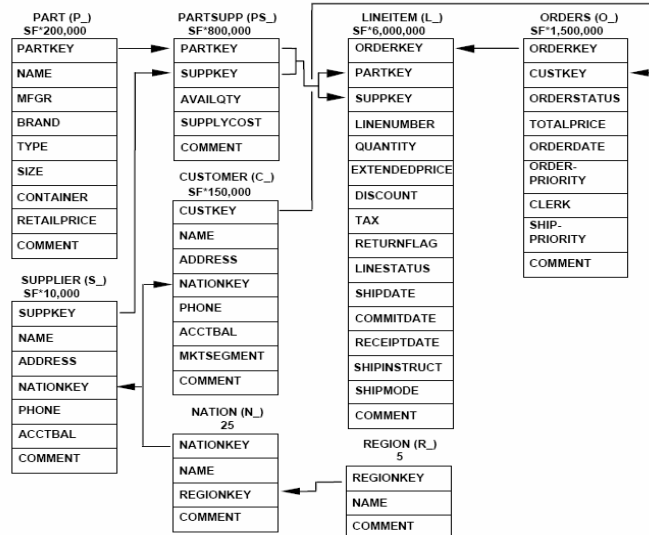 PART (P_)
SF*200,000
PARTKEY
NAME
MFGR
BRAND
TYPE
SIZE
CONTAINER
RETAILPRICE
COMMENT
SUPPLIER (S_)
SF*10,000
SUPPKEY
NAME
ADDRESS
NATIONKEY
PHONE
ACCTBAL
COMMENT
PARTSUPP (PS_)
SF*800,000
PARTKEY
SUPPKEY
AVAILQTY
SUPPLYCOST
COMMENT
CUSTOMER (C_)
SF*150,000
CUSTKEY
NAME
ADDRESS
NATIONKEY
PHONE
ACCTBAL
MKTSEGMENT
COMMENT
NATION (N_)
25
NATIONKEY
NAME
REGIONKEY
COMMENT
LINEITEM (L_)
SF*6,000,000
ORDERKEY
PARTKEY
SUPPKEY
LINENUMBER
QUANTITY
EXTENDEDPRICE
DISCOUNT
TAX
RETURNFLAG
LINESTATUS
SHIPDATE
COMMITDATE
RECEIPTDATE
SHIPINSTRUCT
SHIPMODE
COMMENT
REGION (R_)
5
REGIONKEY
NAME
COMMENT
ORDERS (O_)
SF*1,500,000
ORDERKEY
CUSTKEY
ORDERSTATUS
TOTALPRICE
ORDERDATE
ORDER-
PRIORITY
CLERK
SHIP-
PRIORITY
COMMENT